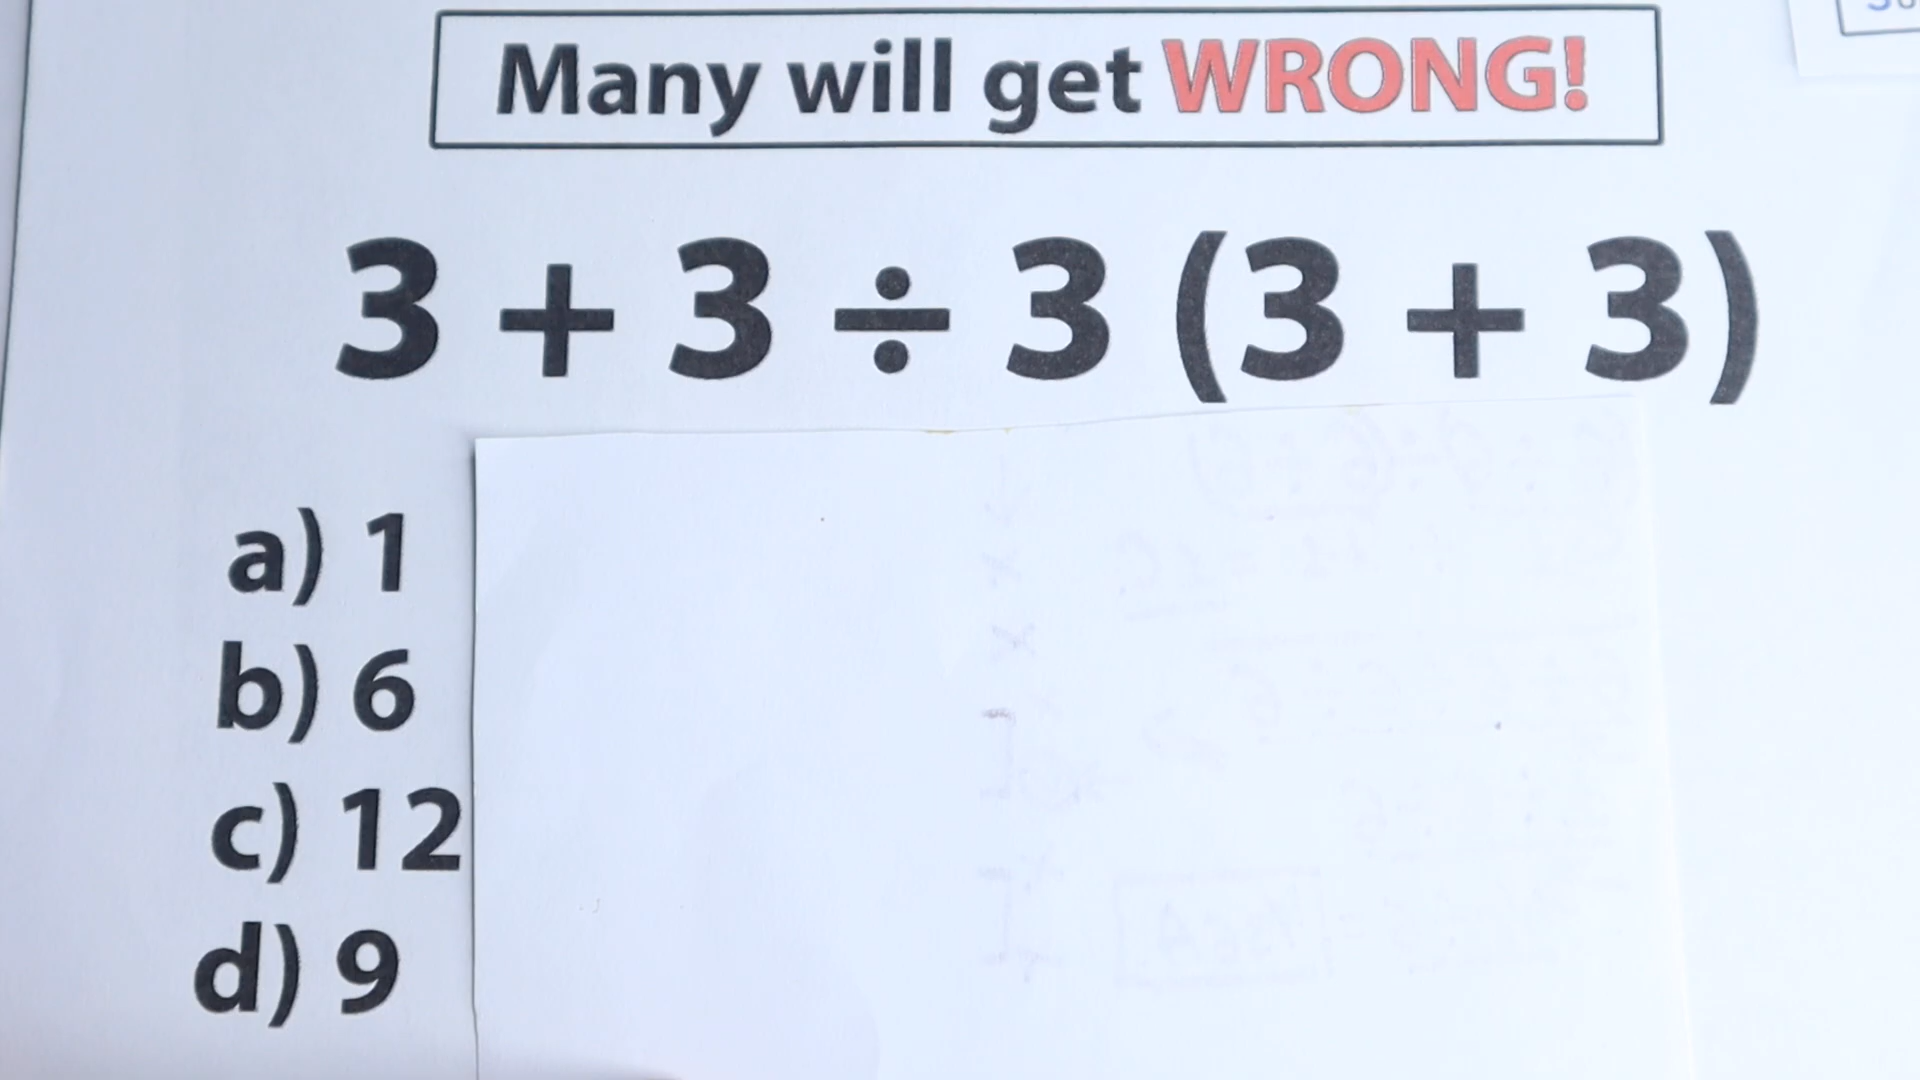 Many will get WRONG!
3 + 3 ÷ 3 (3 + 3)
a) 1
b) 6
c) 12
d) 9